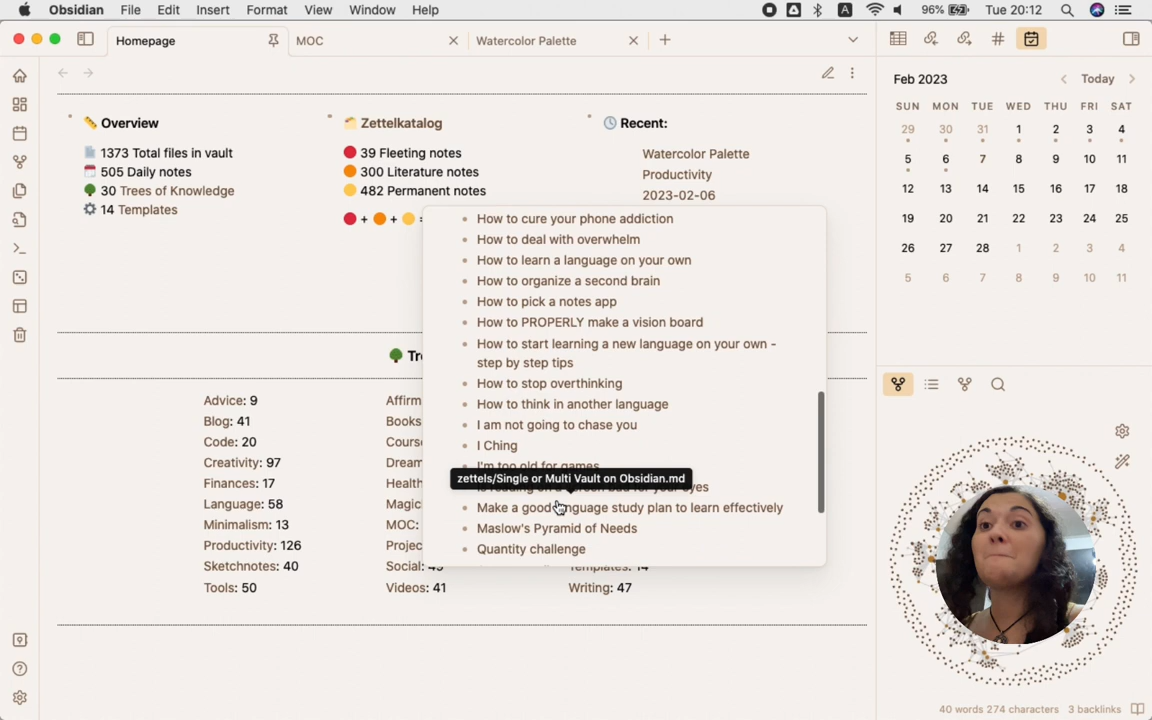 Obsidian File Edit Insert Format View Window Help
A 96% Tue 20:12
Homepage
MOC
Watercolor Palette
Overview
1373 Total files in vault
505 Daily notes
30 Trees of Knowledge
14 Templates
Zettelkatalog
39 Fleeting notes
300 Literature notes
482 Permanent notes
+ + =
Recent:
Watercolor Palette
Productivity
2023-02-06
How to cure your phone addiction
How to deal with overwhelm
How to learn a language on your own
How to organize a second brain
How to pick a notes app
How to PROPERLY make a vision board
How to start learning a new language on your own -
step by step tips
How to stop overthinking
How to think in another language
I am not going to chase you
I Ching
I'm too old for games
zettels/Single or Multi Vault on Obsidian.md
eyes
Make a good language study plan to learn effectively
Maslow's Pyramid of Needs
Quantity challenge
Advice: 9
Blog: 41
Code: 20
Creativity: 97
Finances: 17
Language: 58
Minimalism: 13
Productivity: 126
Sketchnotes: 40
Tools: 50
Affirm
Books
Cours
Dream
Health
Magic
MOC:
Projec
Social: 45
Videos: 41
Templates: 14
Writing: 47
Feb 2023
Today
SUN MON TUE WED THU FRI SAT
29 30 31 1 2 3 4
5 6 7 8 9 10 11
12 13 14 15 16 17 18
19 20 21 22 23 24 25
26 27 28 1 2 3 4
5 6 7 8 9 10 11
40 words 274 characters 3 backlinks